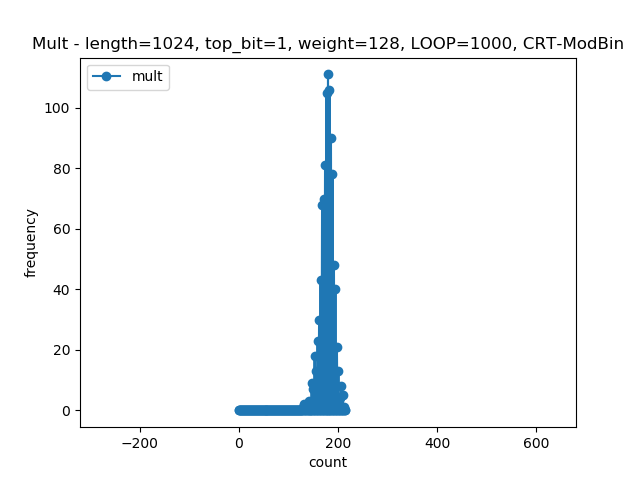 Mult - length=1024, top_bit=1, weight=128, LOOP=1000, CRT-ModBin
mult
frequency
100
80
60
40
20
0
−200
0
200
400
600
count